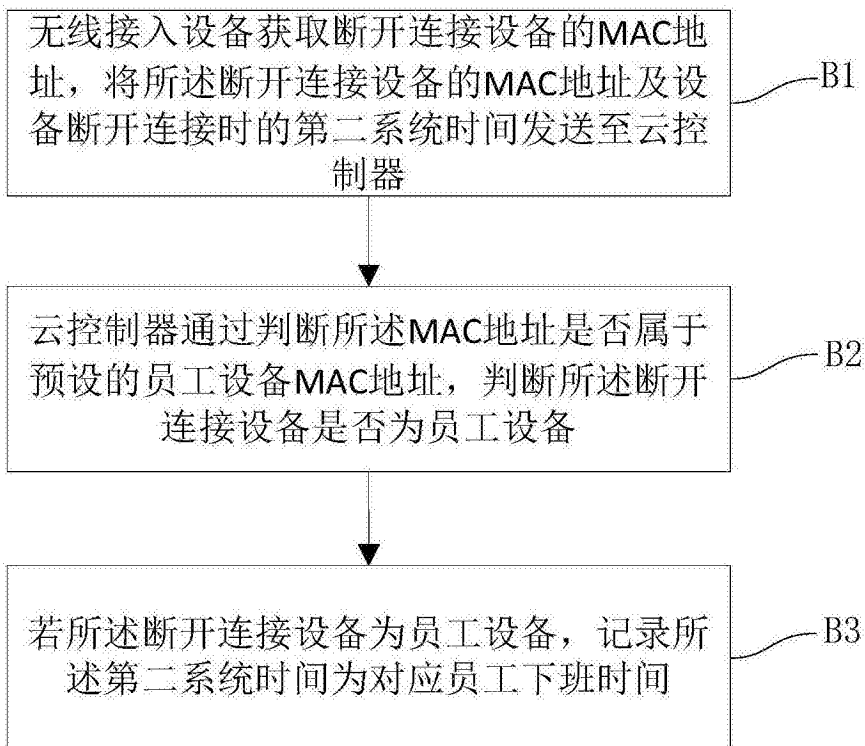 无线接入设备获取断开连接设备的MAC地
址，将所述断开连接设备的MAC地址及设
备断开连接时的第二系统时间发送至云控
制器
B1
云控制器通过判断所述MAC地址是否属于
预设的员工设备MAC地址，判断所述断开
连接设备是否为员工设备
B2
若所述断开连接设备为员工设备，记录所
述第二系统时间为对应员工下班时间
B3